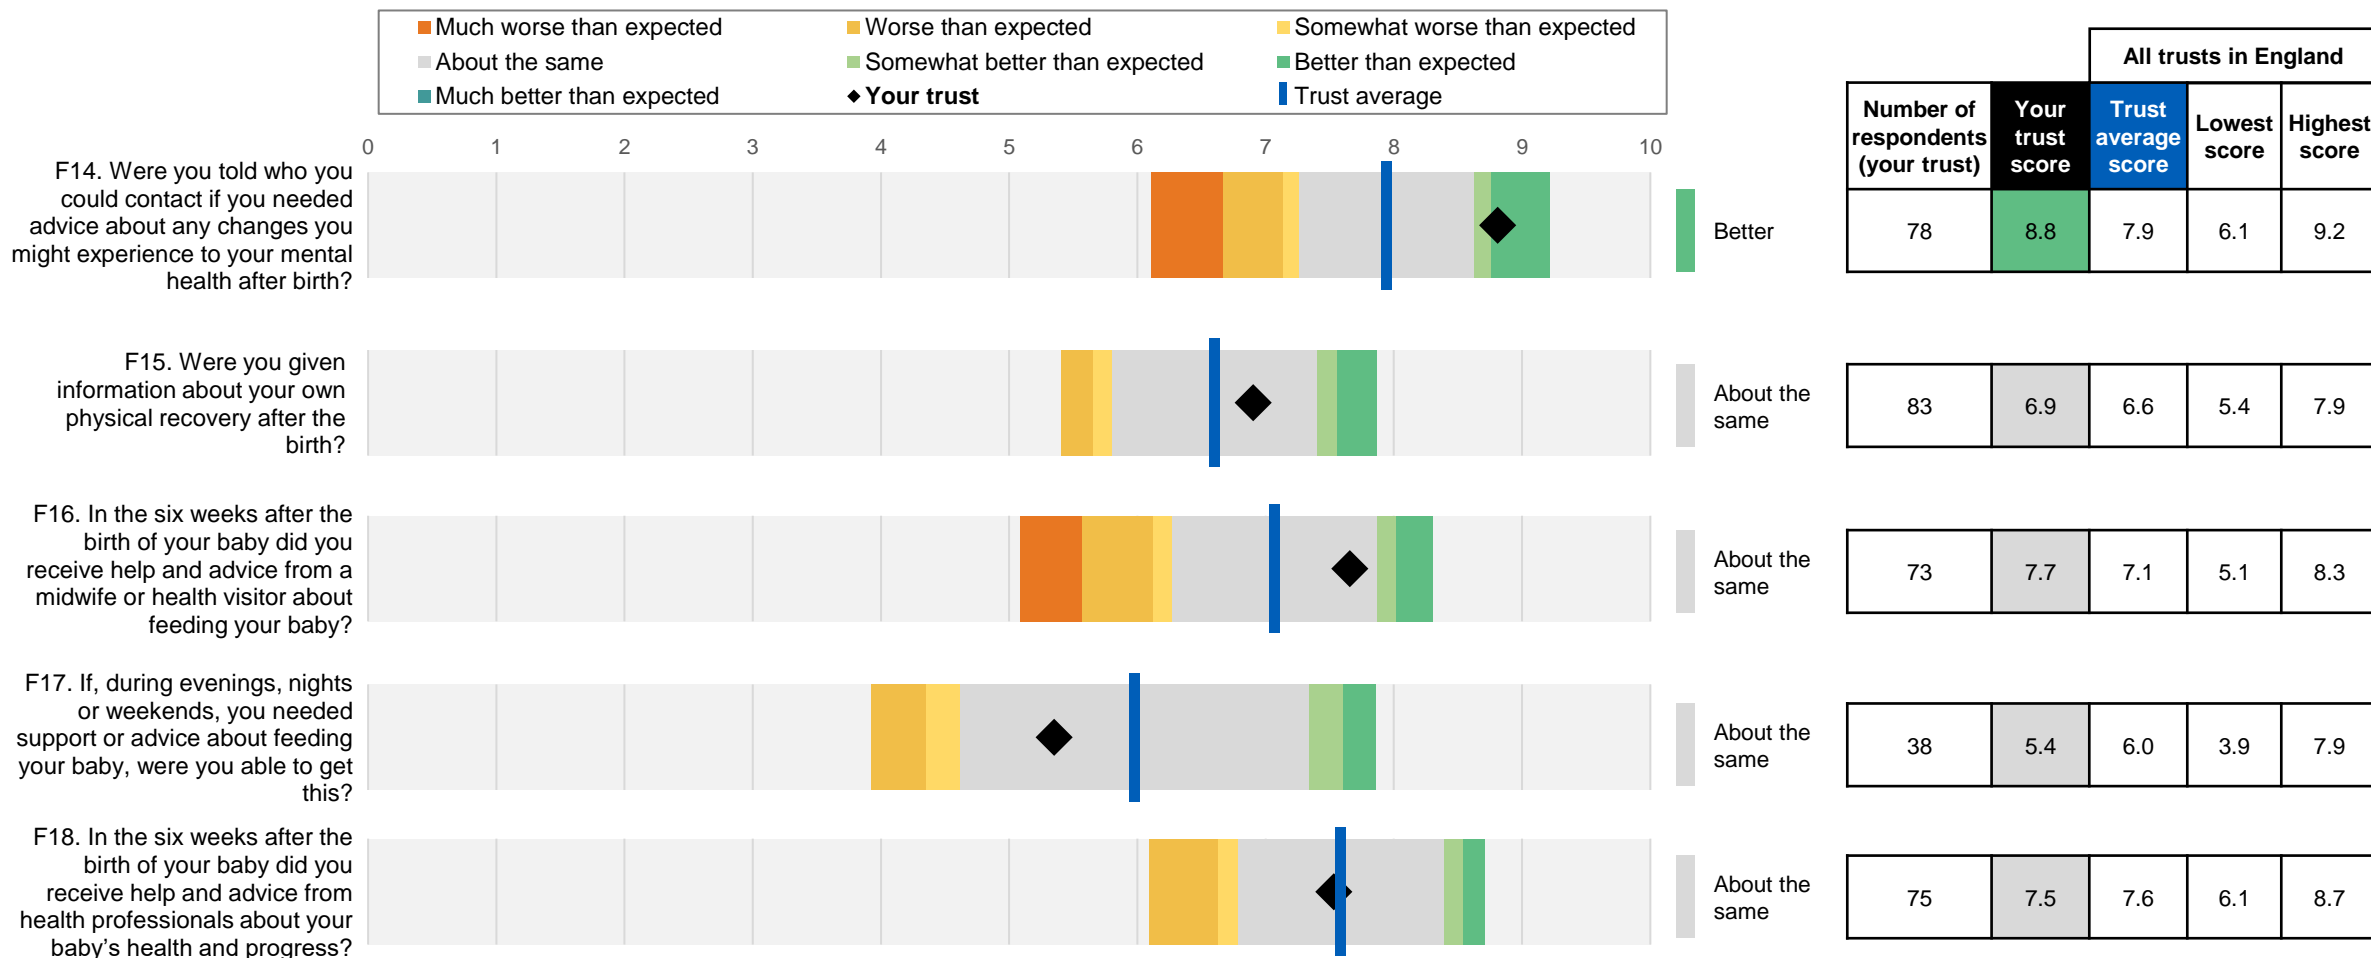 Much worse than expected
Worse than expected
Somewhat worse than expected
About the same
Somewhat better than expected
Better than expected
Much better than expected
Your trust
Trust average
All trusts in England
Number of
respondents
(your trust)
Your
trust
score
Trust
average
score
Lowest
score
Highest
score
0 1 2 3 4 5 6 7 8 9 10
F14. Were you told who you
could contact if you needed
advice about any changes you
might experience to your mental
health after birth?
Better
78 8.8 7.9 6.1 9.2
F15. Were you given
information about your own
physical recovery after the
birth?
About the
same
83 6.9 6.6 5.4 7.9
F16. In the six weeks after the
birth of your baby did you
receive help and advice from a
midwife or health visitor about
feeding your baby?
About the
same
73 7.7 7.1 5.1 8.3
F17. If, during evenings, nights
or weekends, you needed
support or advice about feeding
your baby, were you able to get
this?
About the
same
38 5.4 6.0 3.9 7.9
F18. In the six weeks after the
birth of your baby did you
receive help and advice from
health professionals about your
baby’s health and progress?
About the
same
75 7.5 7.6 6.1 8.7